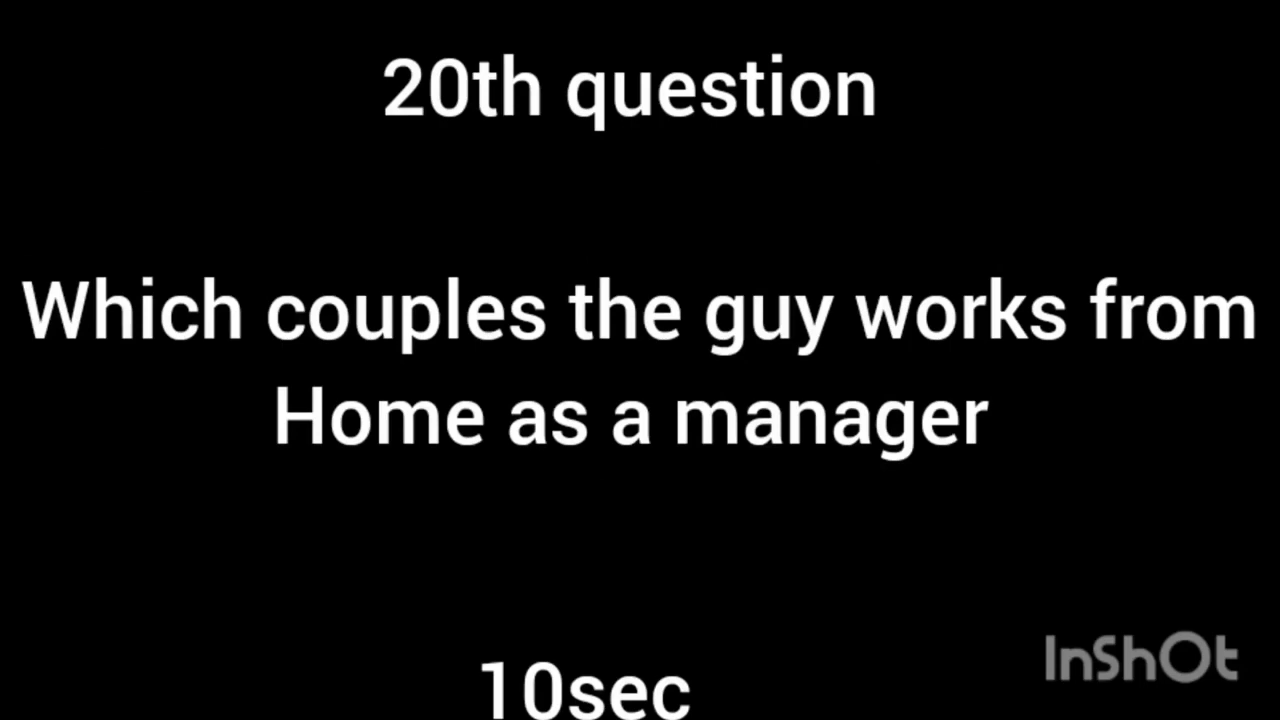 20th question
Which couples the guy works from
Home as a manager
10sec
InShOt